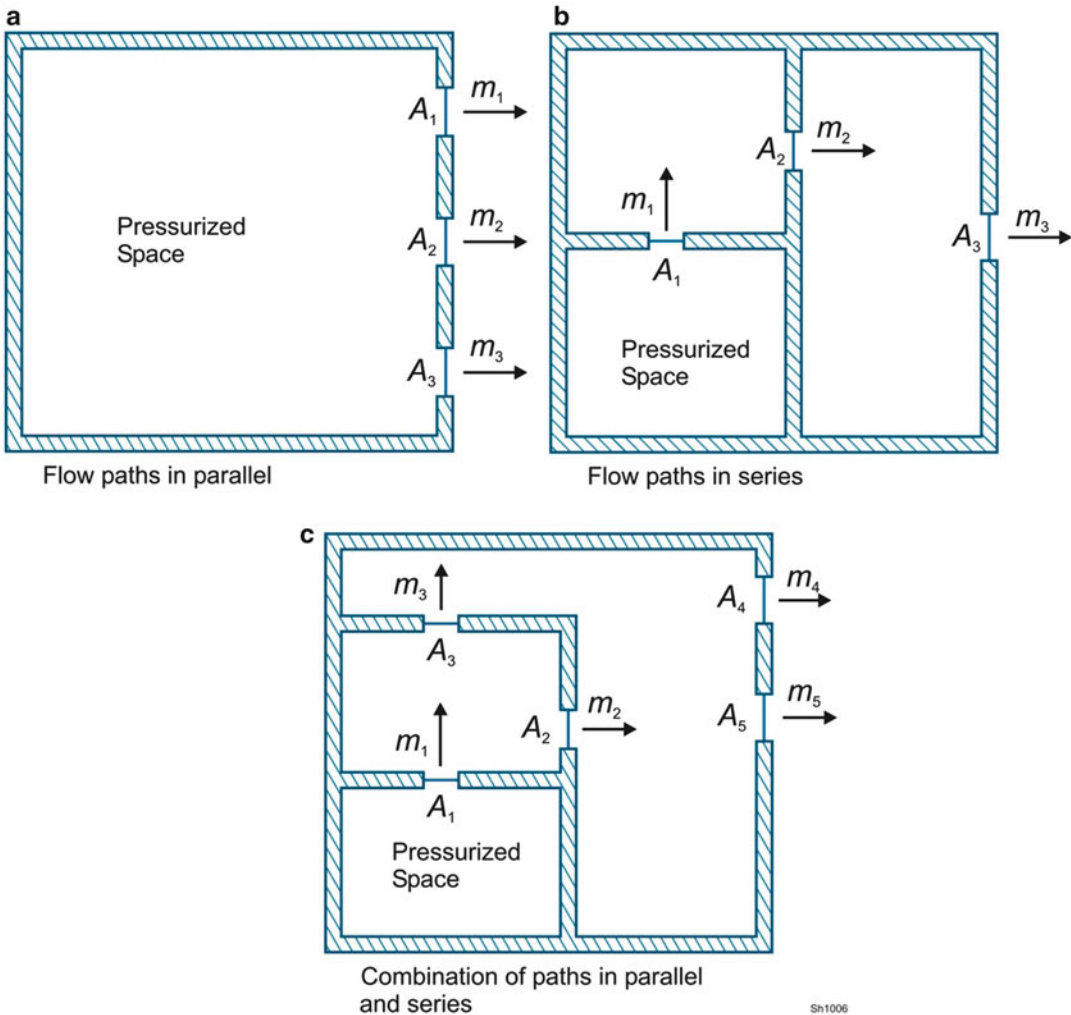 a
A₁
m₁
Pressurized
Space
A₂
m₂
A₃
m₃
Flow paths in parallel
b
A₂
m₂
m₁
A₁
A₃
m₃
Pressurized
Space
Flow paths in series
c
m₃
A₃
A₄
m₄
m₁
A₂
m₂
A₅
m₅
A₁
Pressurized
Space
Combination of paths in parallel
and series
Sh1006